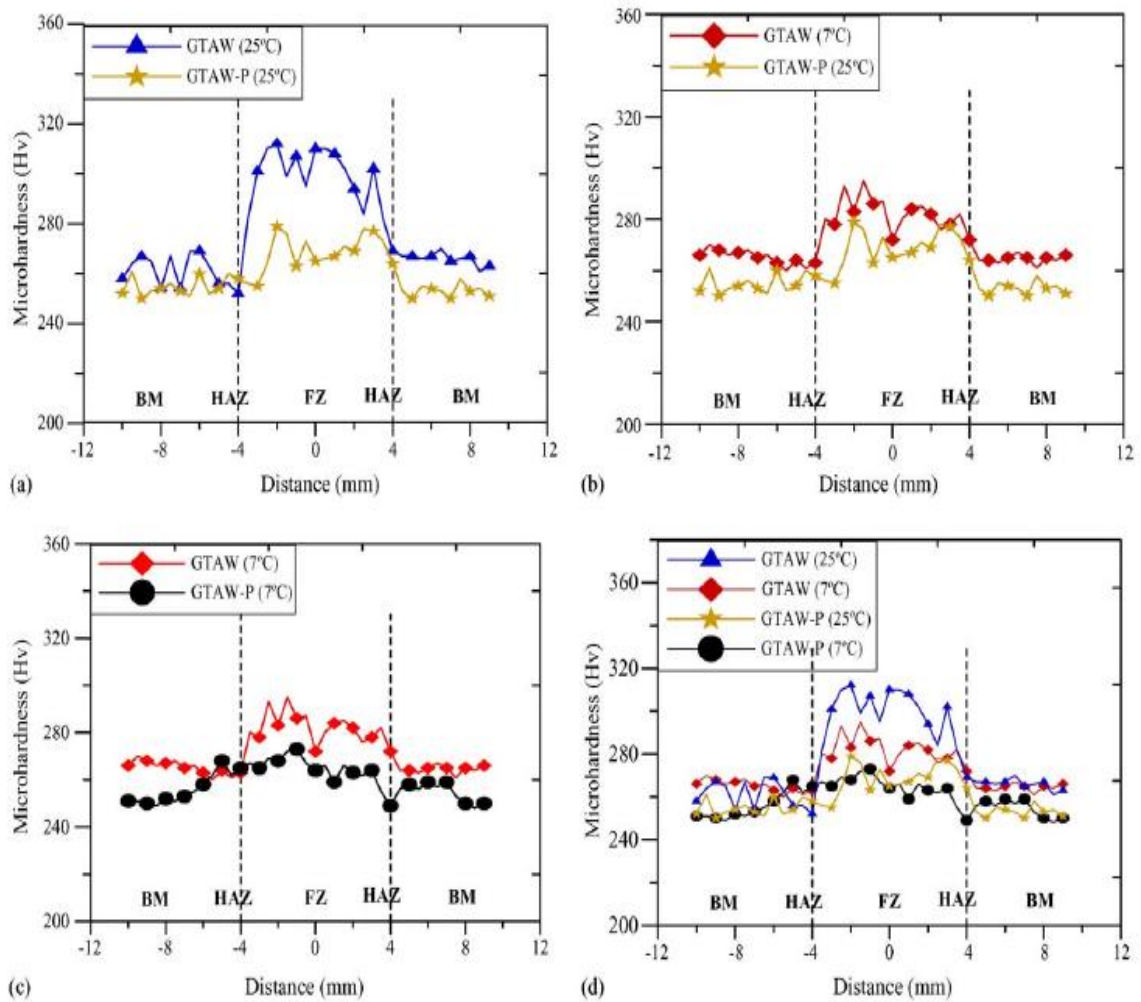 360
GTAW (25ºC)
GTAW-P (25ºC)
320
280
240
200
Microhardness (Hv)
BM HAZ FZ HAZ BM
-12 -8 -4 0 4 8 12
(a) Distance (mm)
360
GTAW (7ºC)
GTAW-P (25ºC)
320
280
240
200
Microhardness (Hv)
BM HAZ FZ HAZ BM
-12 -8 -4 0 4 8 12
(b) Distance (mm)
360
GTAW (7ºC)
GTAW-P (7ºC)
320
280
240
200
Microhardness (Hv)
BM HAZ FZ HAZ BM
-12 -8 -4 0 4 8 12
(c) Distance (mm)
GTAW (25ºC)
360
GTAW (7ºC)
GTAW-P (25ºC)
GTAW-P (7ºC)
320
280
240
200
Microhardness (Hv)
BM HAZ FZ HAZ BM
-12 -8 -4 0 4 8 12
(d) Distance (mm)